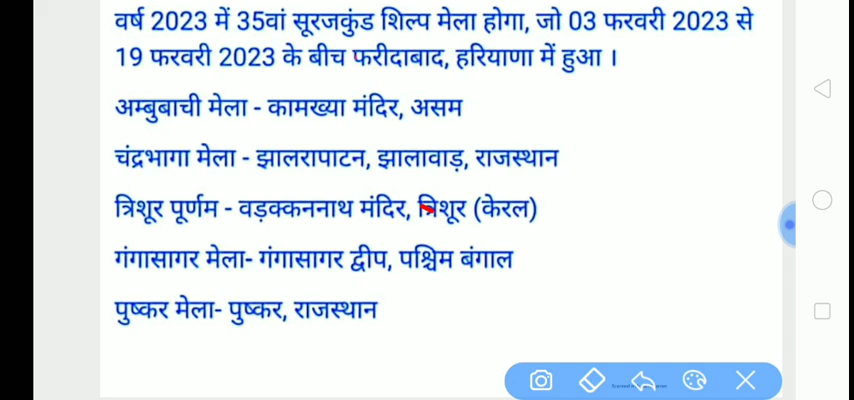 वर्ष 2023 में 35वां सूरजकुंड शिल्प मेला होगा, जो 03 फरवरी 2023 से
19 फरवरी 2023 के बीच फरीदाबाद, हरियाणा में हुआ ।
अम्बुबाची मेला - कामख्या मंदिर, असम
चंद्रभागा मेला - झालरापाटन, झालावाड़, राजस्थान
त्रिशूर पूर्णम - वड़क्कननाथ मंदिर, त्रिशूर (केरल)
गंगासागर मेला- गंगासागर द्वीप, पश्चिम बंगाल
पुष्कर मेला- पुष्कर, राजस्थान